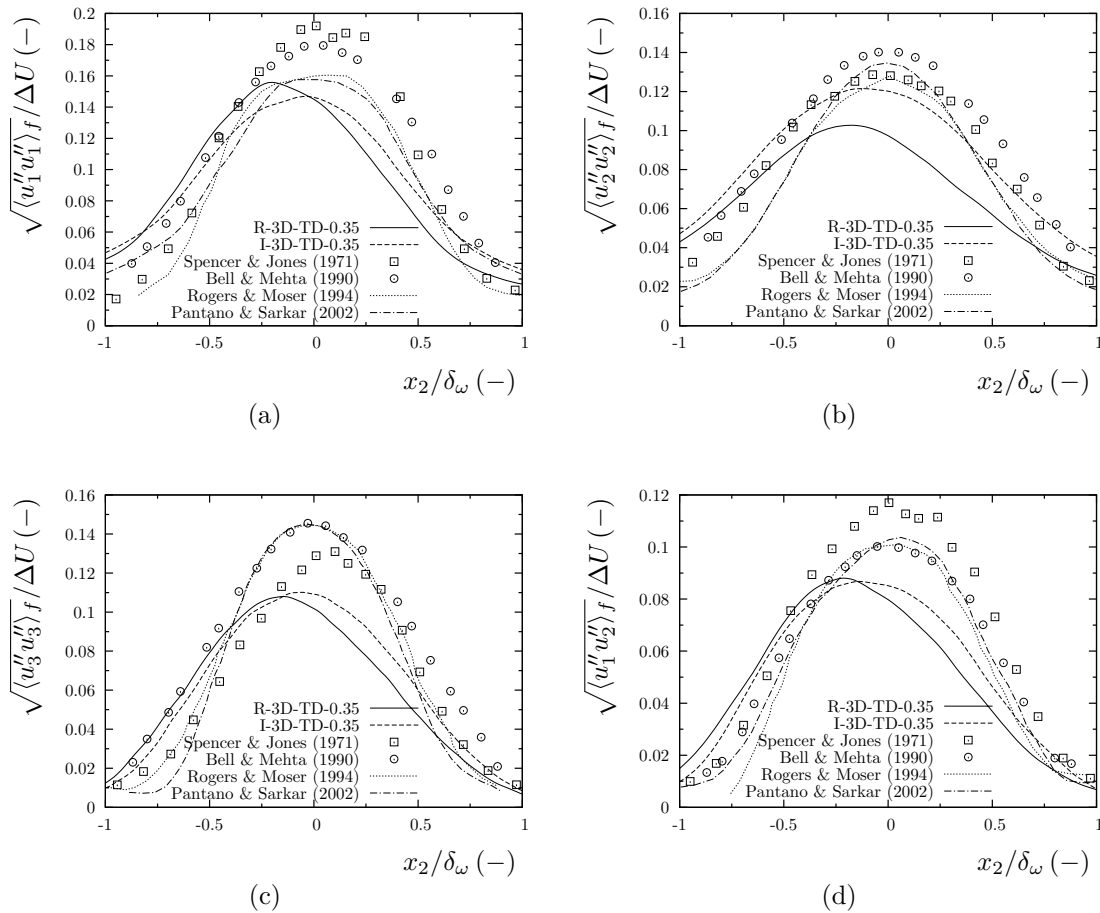 √⟨u₁′′u₁′′⟩_f/ΔU (−)
0.2
0.18
0.16
0.14
0.12
0.1
0.08
0.06
0.04
0.02
0
R-3D-TD-0.35
I-3D-TD-0.35
Spencer & Jones (1971)
Bell & Mehta (1990)
Rogers & Moser (1994)
Pantano & Sarkar (2002)
-1 -0.5 0 0.5 1
x₂/δ_ω (−)
(a)
√⟨u₂′′u₂′′⟩_f/ΔU (−)
0.16
0.14
0.12
0.1
0.08
0.06
0.04
0.02
0
R-3D-TD-0.35
I-3D-TD-0.35
Spencer & Jones (1971)
Bell & Mehta (1990)
Rogers & Moser (1994)
Pantano & Sarkar (2002)
-1 -0.5 0 0.5 1
x₂/δ_ω (−)
(b)
√⟨u₃′′u₃′′⟩_f/ΔU (−)
0.16
0.14
0.12
0.1
0.08
0.06
0.04
0.02
0
R-3D-TD-0.35
I-3D-TD-0.35
Spencer & Jones (1971)
Bell & Mehta (1990)
Rogers & Moser (1994)
Pantano & Sarkar (2002)
-1 -0.5 0 0.5 1
x₂/δ_ω (−)
(c)
√⟨u₁′′u₂′′⟩_f/ΔU (−)
0.12
0.1
0.08
0.06
0.04
0.02
0
R-3D-TD-0.35
I-3D-TD-0.35
Spencer & Jones (1971)
Bell & Mehta (1990)
Rogers & Moser (1994)
Pantano & Sarkar (2002)
-1 -0.5 0 0.5 1
x₂/δ_ω (−)
(d)